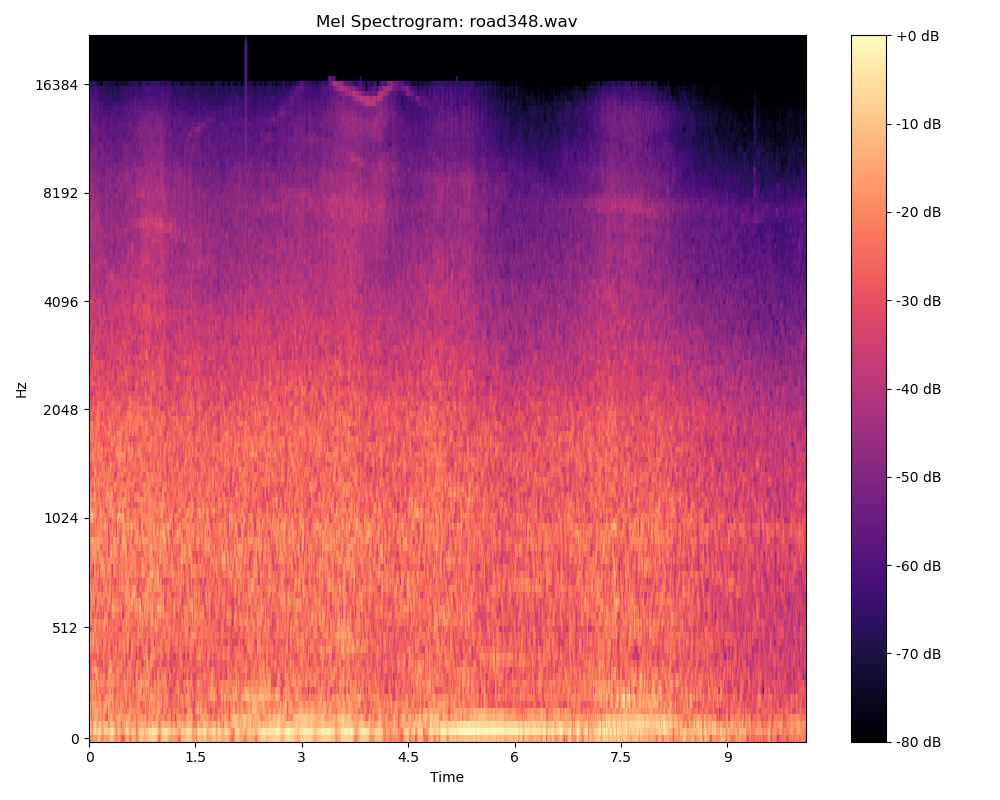 Mel Spectrogram: road348.wav
Hz
16384
8192
4096
2048
1024
512
0
0 1.5 3 4.5 6 7.5 9
Time
+0 dB
-10 dB
-20 dB
-30 dB
-40 dB
-50 dB
-60 dB
-70 dB
-80 dB